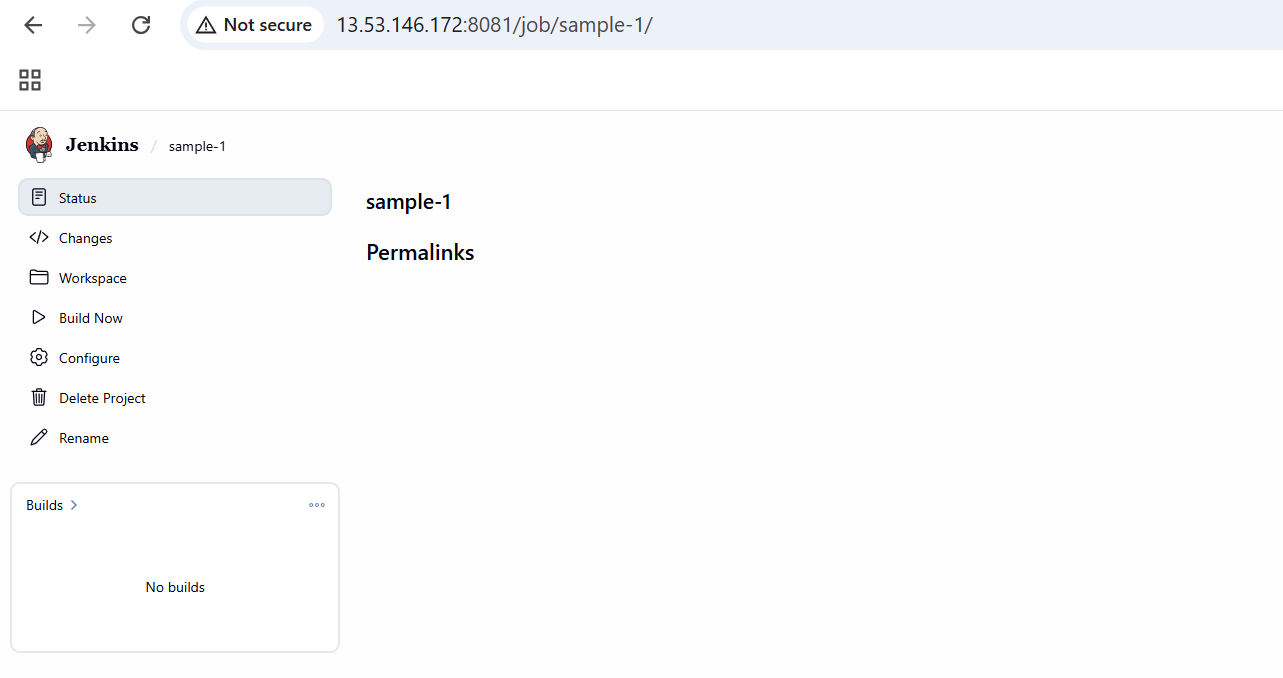 Not secure 13.53.146.172:8081/job/sample-1/
Jenkins / sample-1
Status
Changes
Workspace
Build Now
Configure
Delete Project
Rename
sample-1
Permalinks
Builds
No builds